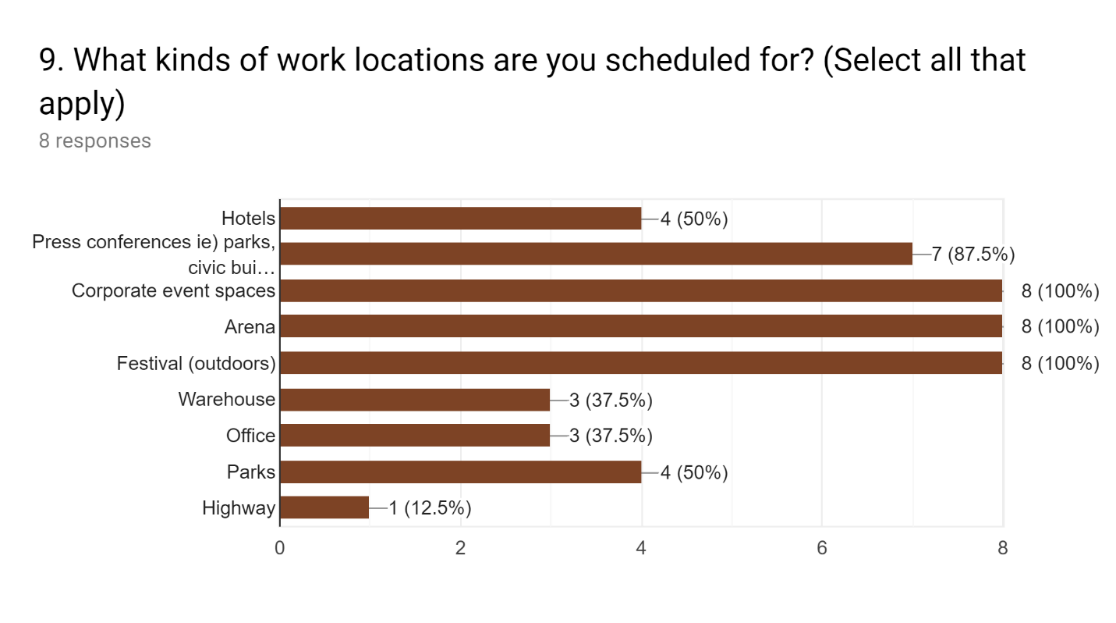 9. What kinds of work locations are you scheduled for? (Select all that
apply)
8 responses
Hotels
4 (50%)
Press conferences ie) parks,
civic bui…
7 (87.5%)
Corporate event spaces
8 (100%)
Arena
8 (100%)
Festival (outdoors)
8 (100%)
Warehouse
3 (37.5%)
Office
3 (37.5%)
Parks
4 (50%)
Highway
1 (12.5%)
0
2
4
6
8